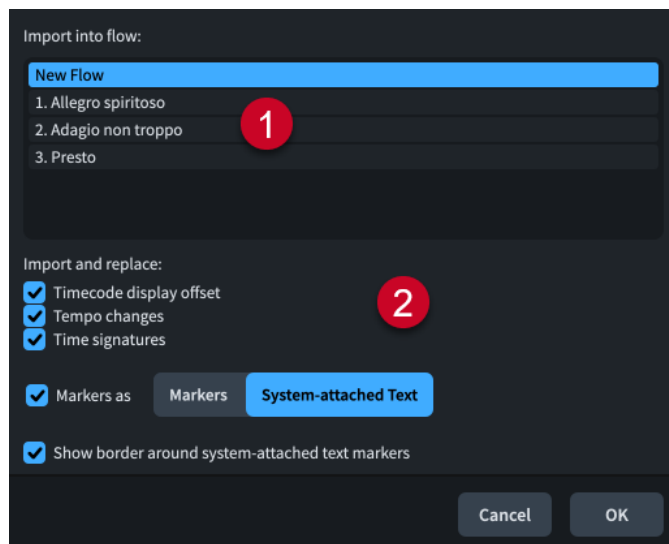 Import into flow:
New Flow
1. Allegro spiritoso
2. Adagio non troppo
1
3. Presto
Import and replace:
Timecode display offset
Tempo changes
2
Time signatures
Markers as Markers System-attached Text
Show border around system-attached text markers
Cancel OK